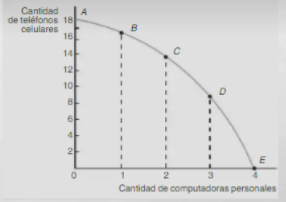 Cantidad
de teléfonos
celulares
18
16
14
12
10
8
6
4
2
A
B
C
D
E
0 1 2 3 4
Cantidad de computadoras personales